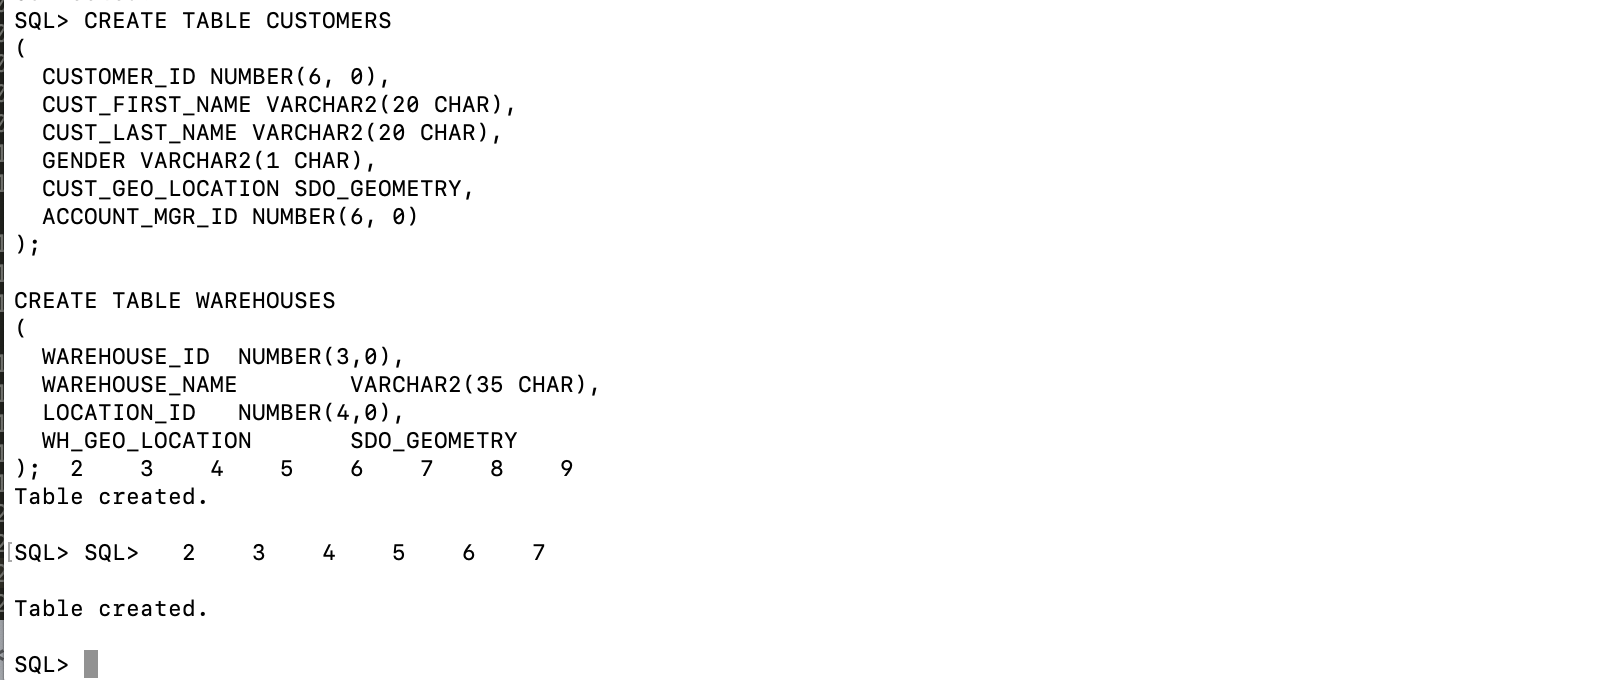 SQL> CREATE TABLE CUSTOMERS
(
  CUSTOMER_ID NUMBER(6, 0),
  CUST_FIRST_NAME VARCHAR2(20 CHAR),
  CUST_LAST_NAME VARCHAR2(20 CHAR),
  GENDER VARCHAR2(1 CHAR),
  CUST_GEO_LOCATION SDO_GEOMETRY,
  ACCOUNT_MGR_ID NUMBER(6, 0)
);

CREATE TABLE WAREHOUSES
(
  WAREHOUSE_ID  NUMBER(3,0),
  WAREHOUSE_NAME        VARCHAR2(35 CHAR),
  LOCATION_ID   NUMBER(4,0),
  WH_GEO_LOCATION       SDO_GEOMETRY
);  2    3    4    5    6    7    8    9
Table created.

[SQL> SQL>   2    3    4    5    6    7

Table created.

SQL>